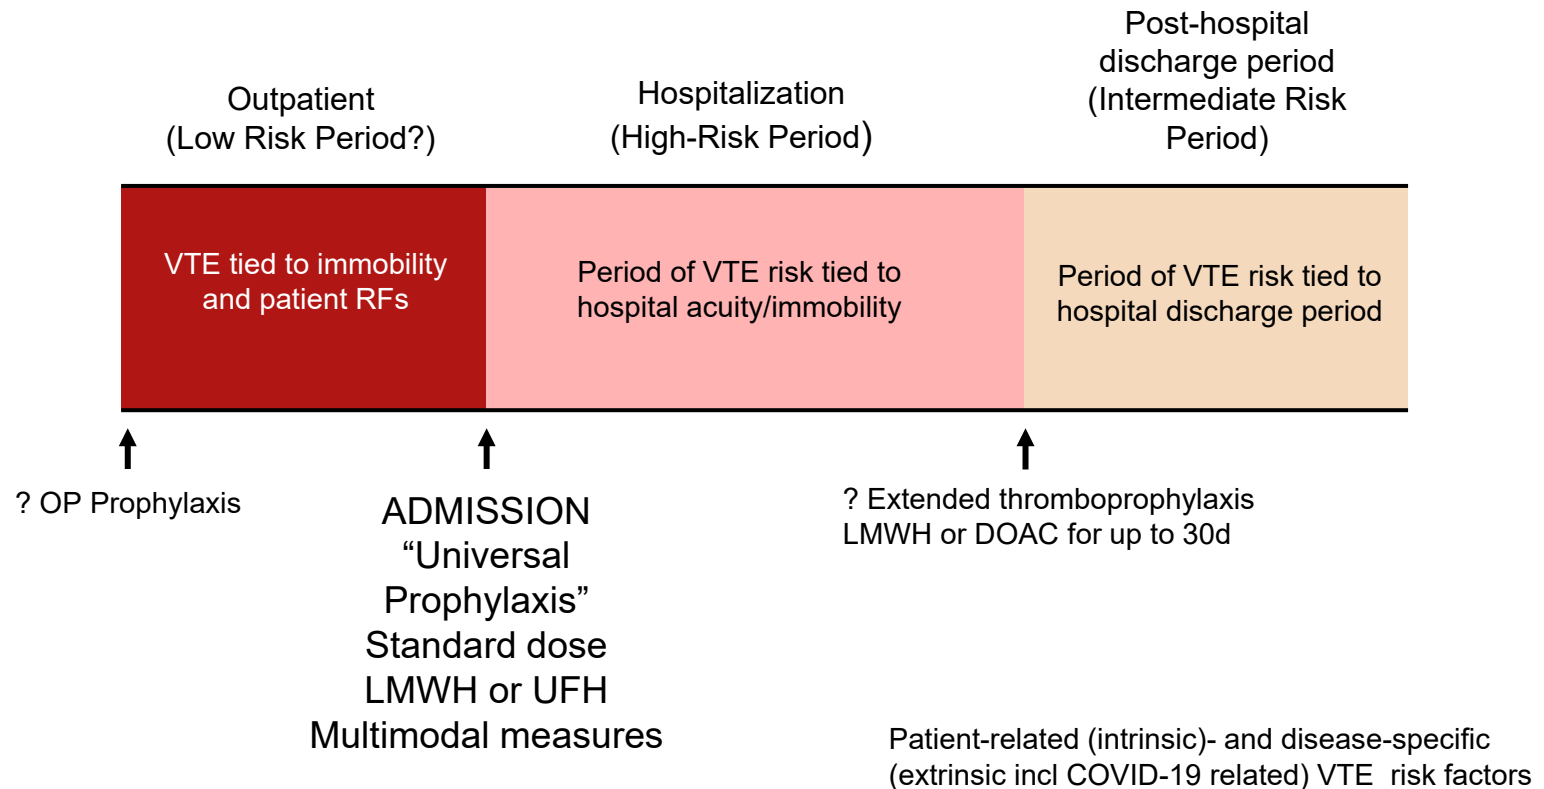 Outpatient
(Low Risk Period?)
Hospitalization
(High-Risk Period)
Post-hospital
discharge period
(Intermediate Risk
Period)
VTE tied to immobility
and patient RFs
Period of VTE risk tied to
hospital acuity/immobility
Period of VTE risk tied to
hospital discharge period
? OP Prophylaxis
ADMISSION
“Universal
Prophylaxis”
Standard dose
LMWH or UFH
Multimodal measures
? Extended thromboprophylaxis
LMWH or DOAC for up to 30d
Patient-related (intrinsic)- and disease-specific
(extrinsic incl COVID-19 related) VTE  risk factors